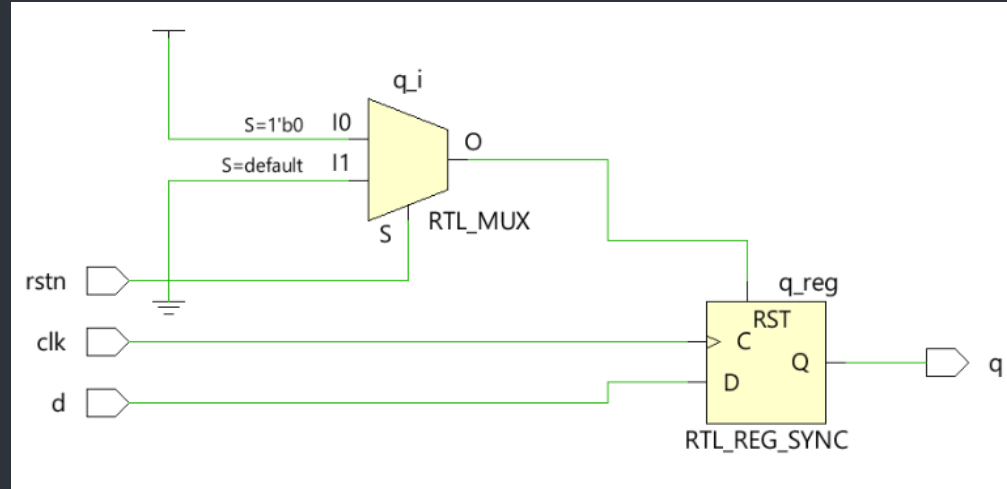 q_i
S=1'b0 I0
O
S=default I1
S
RTL_MUX
rstn
q_reg
RST
clk
C
Q
q
d
D
RTL_REG_SYNC